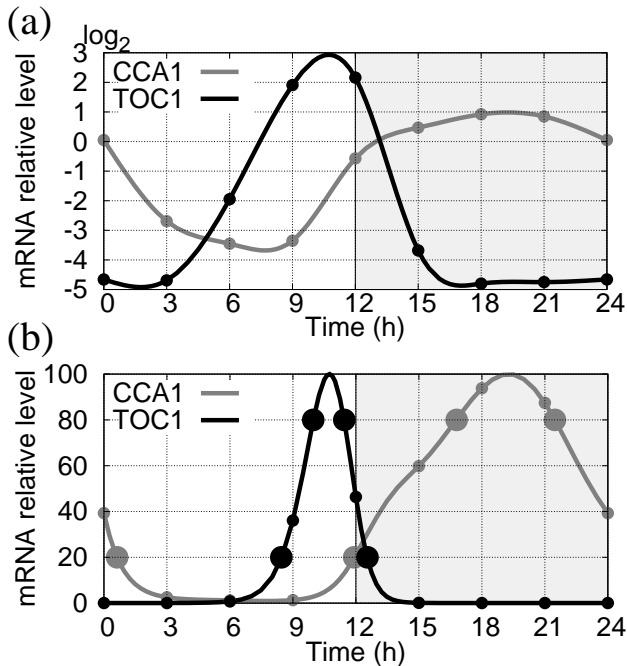 (a)
log2
mRNA relative level
3
2
1
0
-1
-2
-3
-4
-5
CCA1
TOC1
0 3 6 9 12 15 18 21 24
Time (h)
(b)
mRNA relative level
100
80
60
40
20
0
CCA1
TOC1
0 3 6 9 12 15 18 21 24
Time (h)